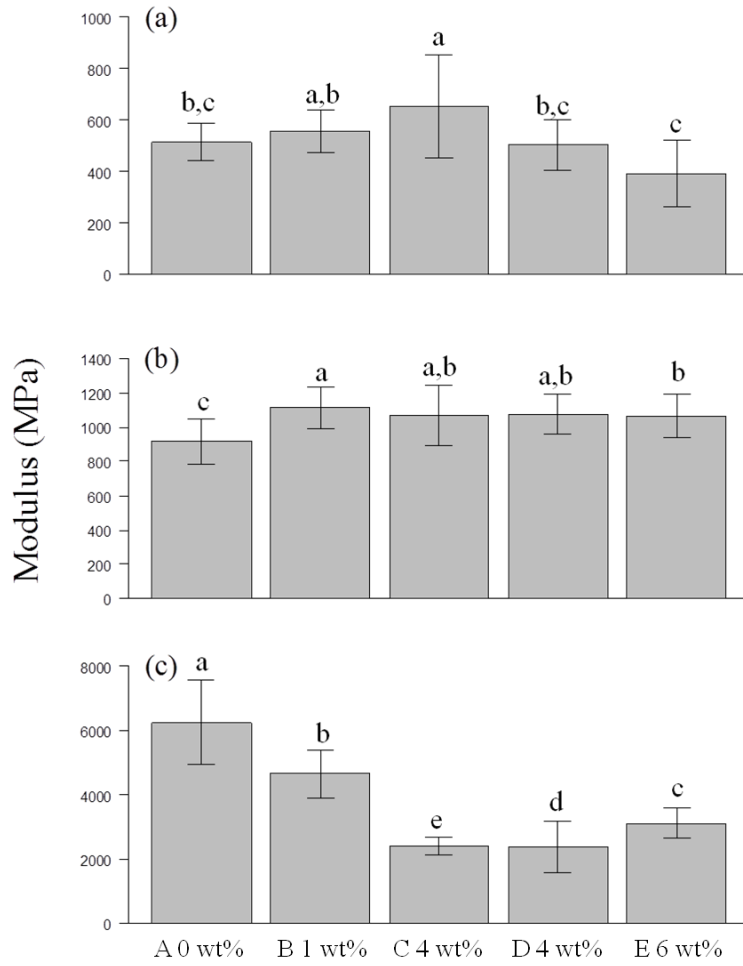 (a)
1000
800
600
400
200
0
b,c
a,b
a
b,c
c
Modulus (MPa)
(b)
1400
1200
1000
800
600
400
200
0
c
a
a,b
a,b
b
(c)
8000
6000
4000
2000
0
a
b
e
d
c
A 0 wt% B 1 wt% C 4 wt% D 4 wt% E 6 wt%